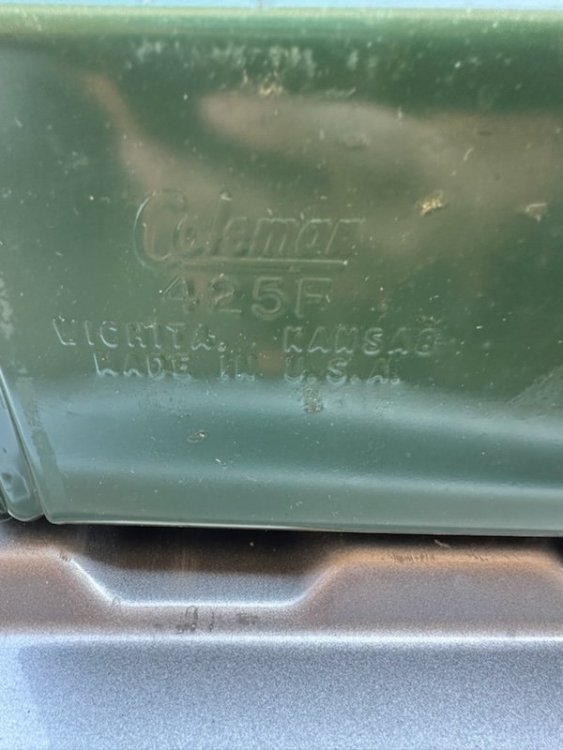 Coleman
425F
WICHITA, KANSAS
MADE IN U.S.A.